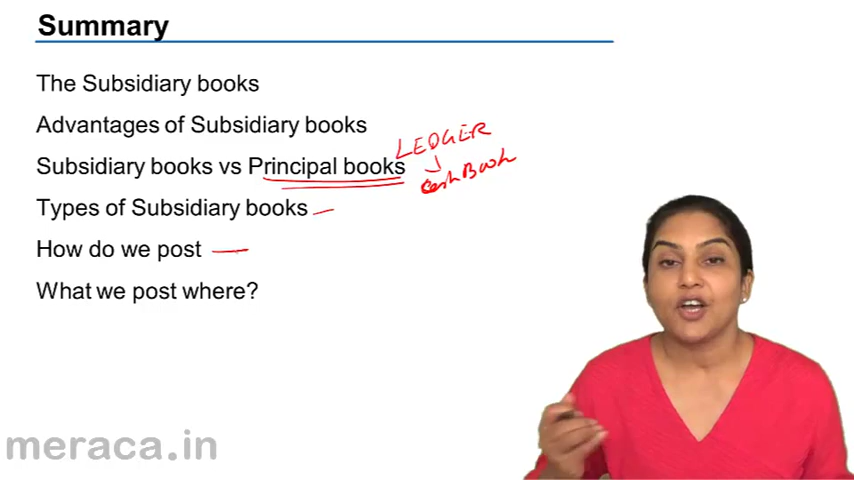 Summary
The Subsidiary books
Advantages of Subsidiary books
LEDGER
Subsidiary books vs Principal books
Cash Book
Types of Subsidiary books
How do we post
What we post where?
meraca.in